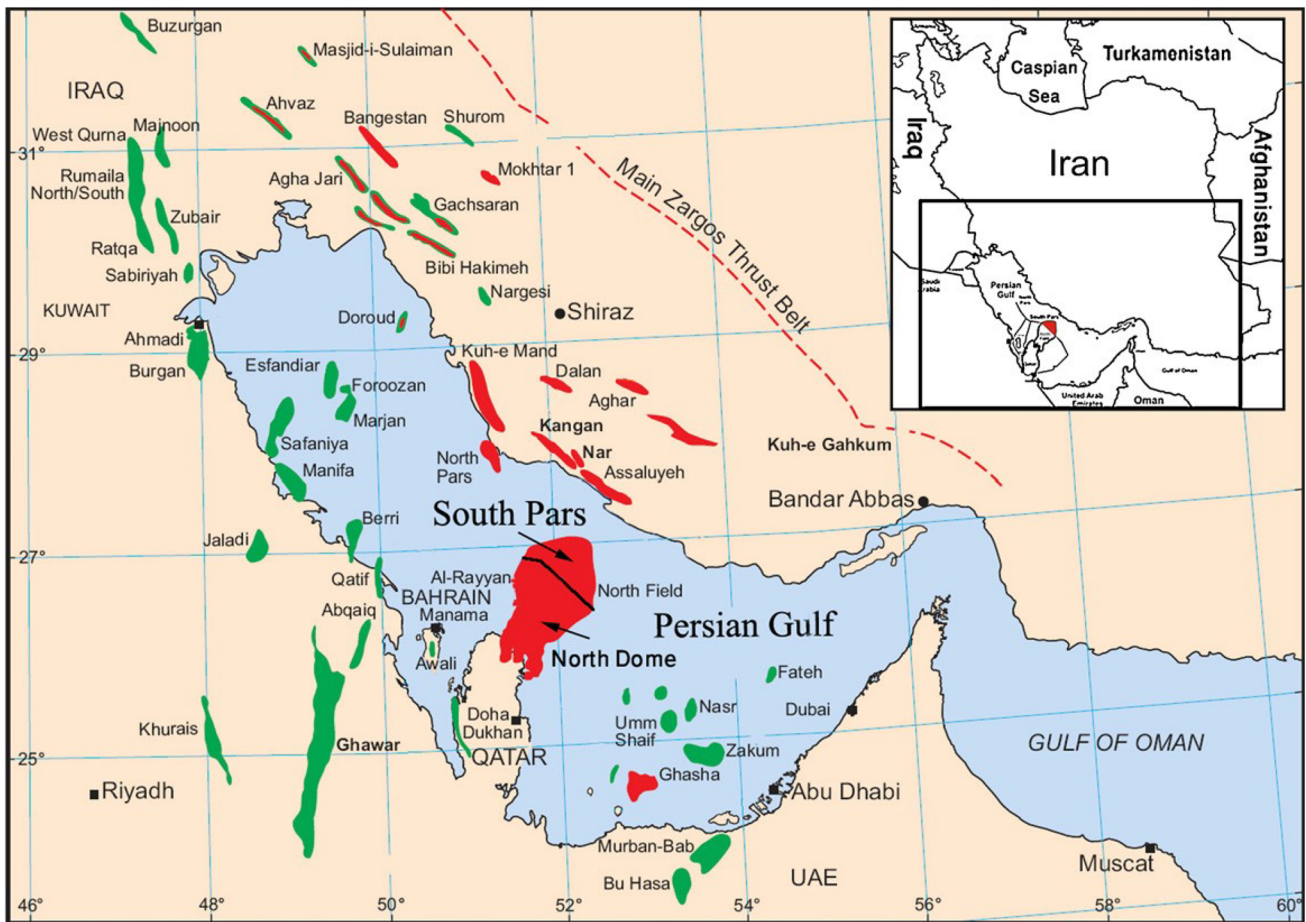 Buzurgan
Masjid-i-Sulaiman
IRAQ
Ahvaz
Majnoon
West Qurna
Bangestan
Shurom
31°
Rumaila
North/South
Agha Jari
Mokhtar 1
Main Zargos Thrust Belt
Zubair
Gachsaran
Ratqa
Sabiriyah
Bibi Hakimeh
Nargesi
KUWAIT
Doroud
Shiraz
Ahmadi
29°
Burgan
Esfandiar
Kuh-e Mand
Foroozan
Dalan
Marjan
Aghar
Safaniya
Kangan
Nar
Kuh-e Gahkum
Manifa
North
Pars
Assaluyeh
Bandar Abbas
South Pars
Berri
Jaladi
27°
Qatif
Al-Rayyan
North Field
BAHRAIN
Manama
Abqaiq
Persian Gulf
Awali
North Dome
Fateh
Khurais
Doha
Dukhan
Nasr
Umm
Shaif
Dubai
Ghawar
QATAR
Zakum
GULF OF OMAN
25°
Ghasha
Riyadh
Abu Dhabi
Murban-Bab
Muscat
Bu Hasa
UAE
46°
48°
50°
52°
54°
56°
58°
60°
Turkamenistan
Caspian
Sea
Iraq
Iran
Afghanistan
Persian
Gulf
South Pars
Saudi
Gulf of Oman
United Arab
Emirates
Oman